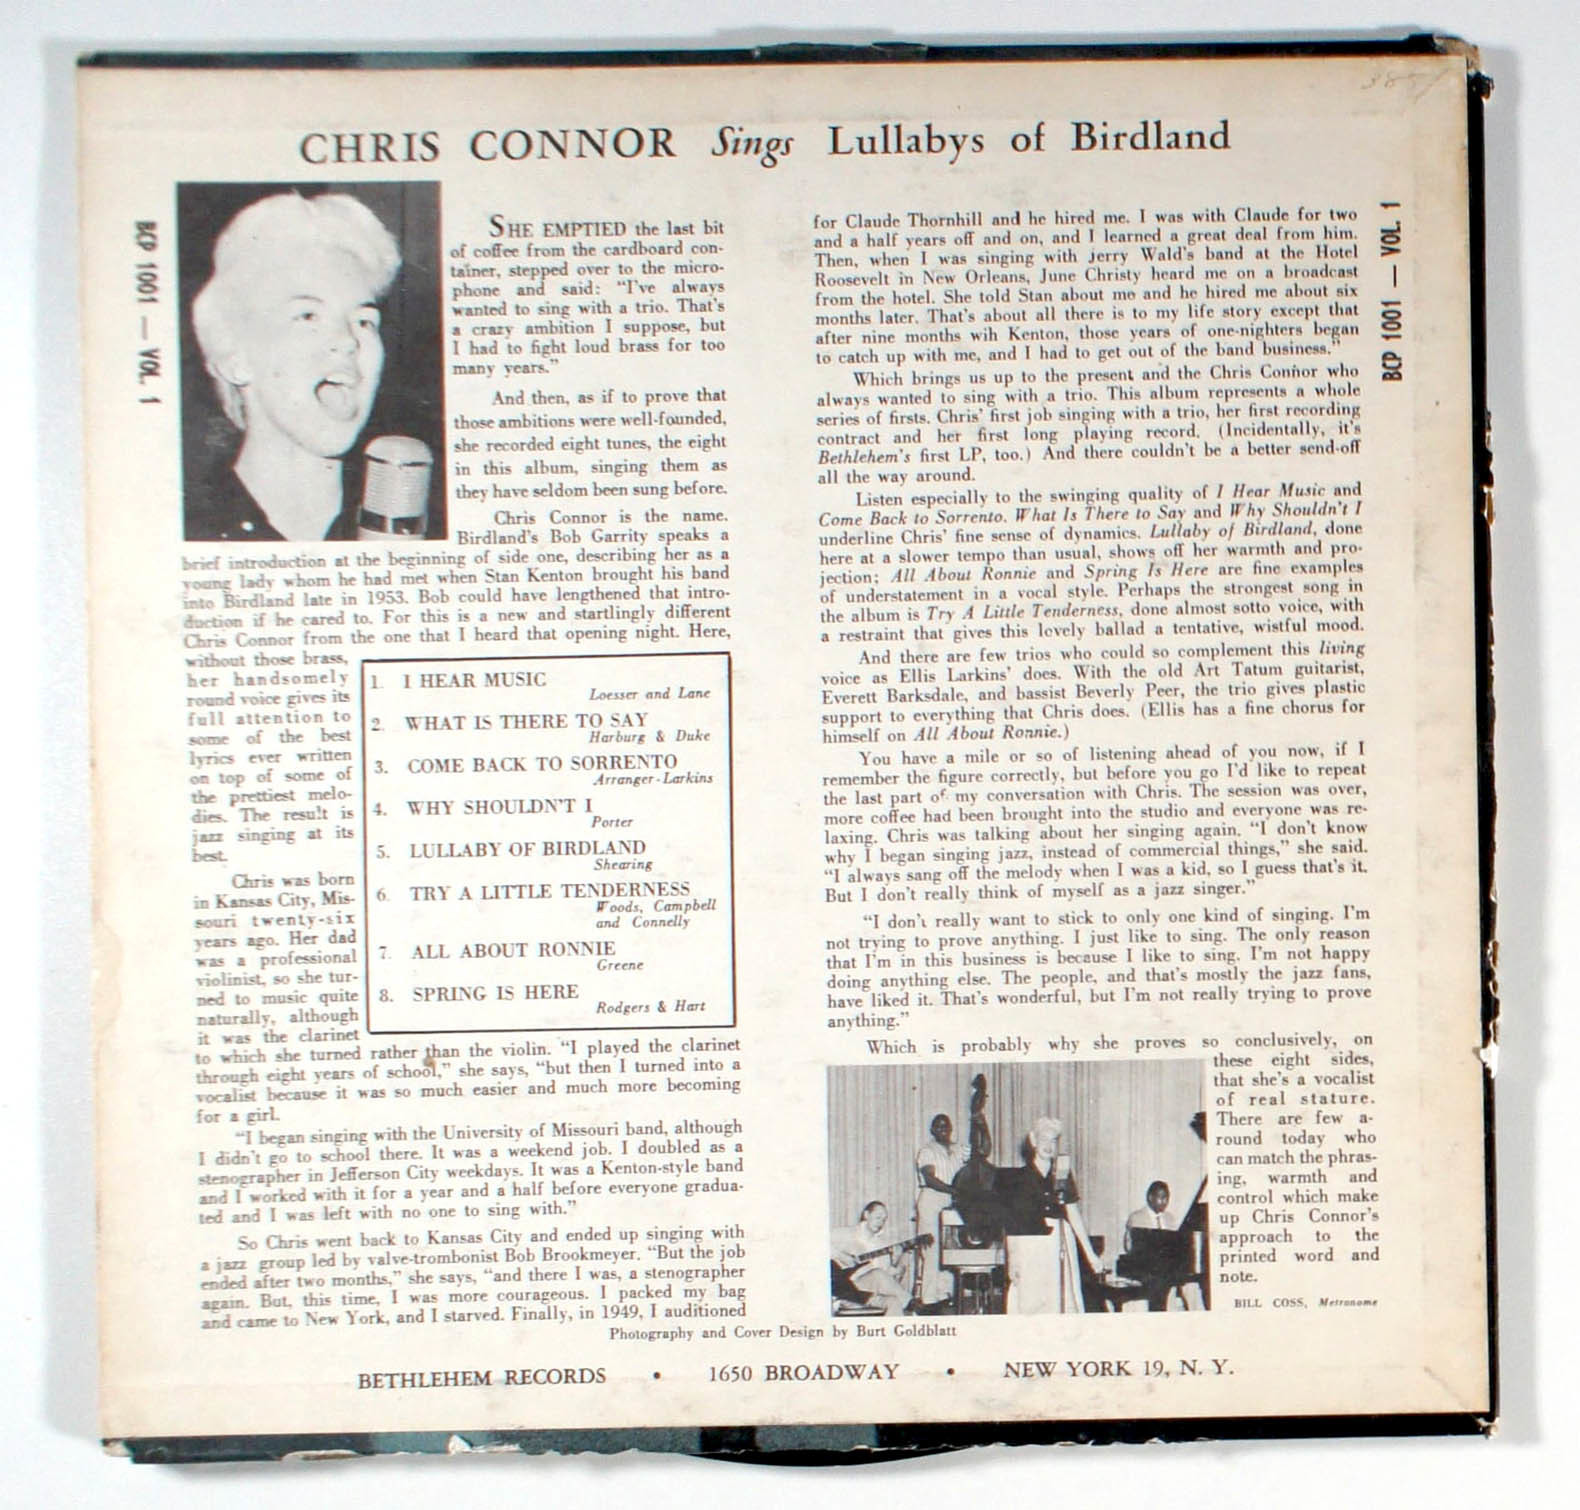 385/
CHRIS CONNOR Sings Lullabys of Birdland
BCP 1001 — VOL. 1
SHE EMPTIED the last bit
of coffee from the cardboard con-
tainer, stepped over to the micro-
phone and said: “I've always
wanted to sing with a trio. That's
a crazy ambition I suppose, but
I had to fight loud brass for too
many years.”
And then, as if to prove that
those ambitions were well-founded,
she recorded eight tunes, the eight
in this album, singing them as
they have seldom been sung before.
Chris Connor is the name.
Birdland's Bob Garrity speaks a
brief introduction at the beginning of side one, describing her as a
young lady whom he had met when Stan Kenton brought his band
into Birdland late in 1953. Bob could have lengthened that intro-
duction if he cared to. For this is a new and startlingly different
Chris Connor from the one that I heard that opening night. Here,
without those brass,
her handsomely
round voice gives its
full attention to
some of the best
lyrics ever written
on top of some of
the prettiest melo-
dies. The result is
jazz singing at its
best.
Chris was born
in Kansas City, Mis-
souri twenty-six
years ago. Her dad
was a professional
violinist, so she tur-
ned to music quite
naturally, although
it was the clarinet
to which she turned rather than the violin. “I played the clarinet
through eight years of school,” she says, “but then I turned into a
vocalist because it was so much easier and much more becoming
for a girl.
“I began singing with the University of Missouri band, although
I didn't go to school there. It was a weekend job. I doubled as a
stenographer in Jefferson City weekdays. It was a Kenton-style band
and I worked with it for a year and a half before everyone gradua-
ted and I was left with no one to sing with.”
So Chris went back to Kansas City and ended up singing with
a jazz group led by valve-trombonist Bob Brookmeyer. “But the job
ended after two months,” she says, “and there I was, a stenographer
again. But, this time, I was more courageous. I packed my bag
and came to New York, and I starved. Finally, in 1949, I auditioned
1. I HEAR MUSIC
Loesser and Lane
2. WHAT IS THERE TO SAY
Harburg & Duke
3. COME BACK TO SORRENTO
Arranger-Larkins
4. WHY SHOULDN'T I
Porter
5. LULLABY OF BIRDLAND
Shearing
6. TRY A LITTLE TENDERNESS
Woods, Campbell
and Connelly
7. ALL ABOUT RONNIE
Greene
8. SPRING IS HERE
Rodgers & Hart
for Claude Thornhill and he hired me. I was with Claude for two
and a half years off and on, and I learned a great deal from him.
Then, when I was singing with Jerry Wald's band at the Hotel
Roosevelt in New Orleans, June Christy heard me on a broadcast
from the hotel. She told Stan about me and he hired me about six
months later. That's about all there is to my life story except that
after nine months wih Kenton, those years of one-nighters began
to catch up with me, and I had to get out of the band business.”
Which brings us up to the present and the Chris Connor who
always wanted to sing with a trio. This album represents a whole
series of firsts. Chris' first job singing with a trio, her first recording
contract and her first long playing record. (Incidentally, it's
Bethlehem's first LP, too.) And there couldn't be a better send-off
all the way around.
Listen especially to the swinging quality of I Hear Music and
Come Back to Sorrento. What Is There to Say and Why Shouldn't I
underline Chris' fine sense of dynamics. Lullaby of Birdland, done
here at a slower tempo than usual, shows off her warmth and pro-
jection; All About Ronnie and Spring Is Here are fine examples
of understatement in a vocal style. Perhaps the strongest song in
the album is Try A Little Tenderness, done almost sotto voice, with
a restraint that gives this lovely ballad a tentative, wistful mood.
And there are few trios who could so complement this living
voice as Ellis Larkins' does. With the old Art Tatum guitarist,
Everett Barksdale, and bassist Beverly Peer, the trio gives plastic
support to everything that Chris does. (Ellis has a fine chorus for
himself on All About Ronnie.)
You have a mile or so of listening ahead of you now, if I
remember the figure correctly, but before you go I'd like to repeat
the last part of my conversation with Chris. The session was over,
more coffee had been brought into the studio and everyone was re-
laxing. Chris was talking about her singing again. “I don't know
why I began singing jazz, instead of commercial things,” she said.
“I always sang off the melody when I was a kid, so I guess that's it.
But I don't really think of myself as a jazz singer.”
“I don't really want to stick to only one kind of singing. I'm
not trying to prove anything. I just like to sing. The only reason
that I'm in this business is because I like to sing. I'm not happy
doing anything else. The people, and that's mostly the jazz fans,
have liked it. That's wonderful, but I'm not really trying to prove
anything.”
Which is probably why she proves so conclusively, on
these eight sides,
that she's a vocalist
of real stature.
There are few a-
round today who
can match the phras-
ing, warmth and
control which make
up Chris Connor's
approach to the
printed word and
note.
BILL COSS, Metronome
BCP 1001 — VOL. 1
Photography and Cover Design by Burt Goldblatt
BETHLEHEM RECORDS • 1650 BROADWAY • NEW YORK 19, N. Y.